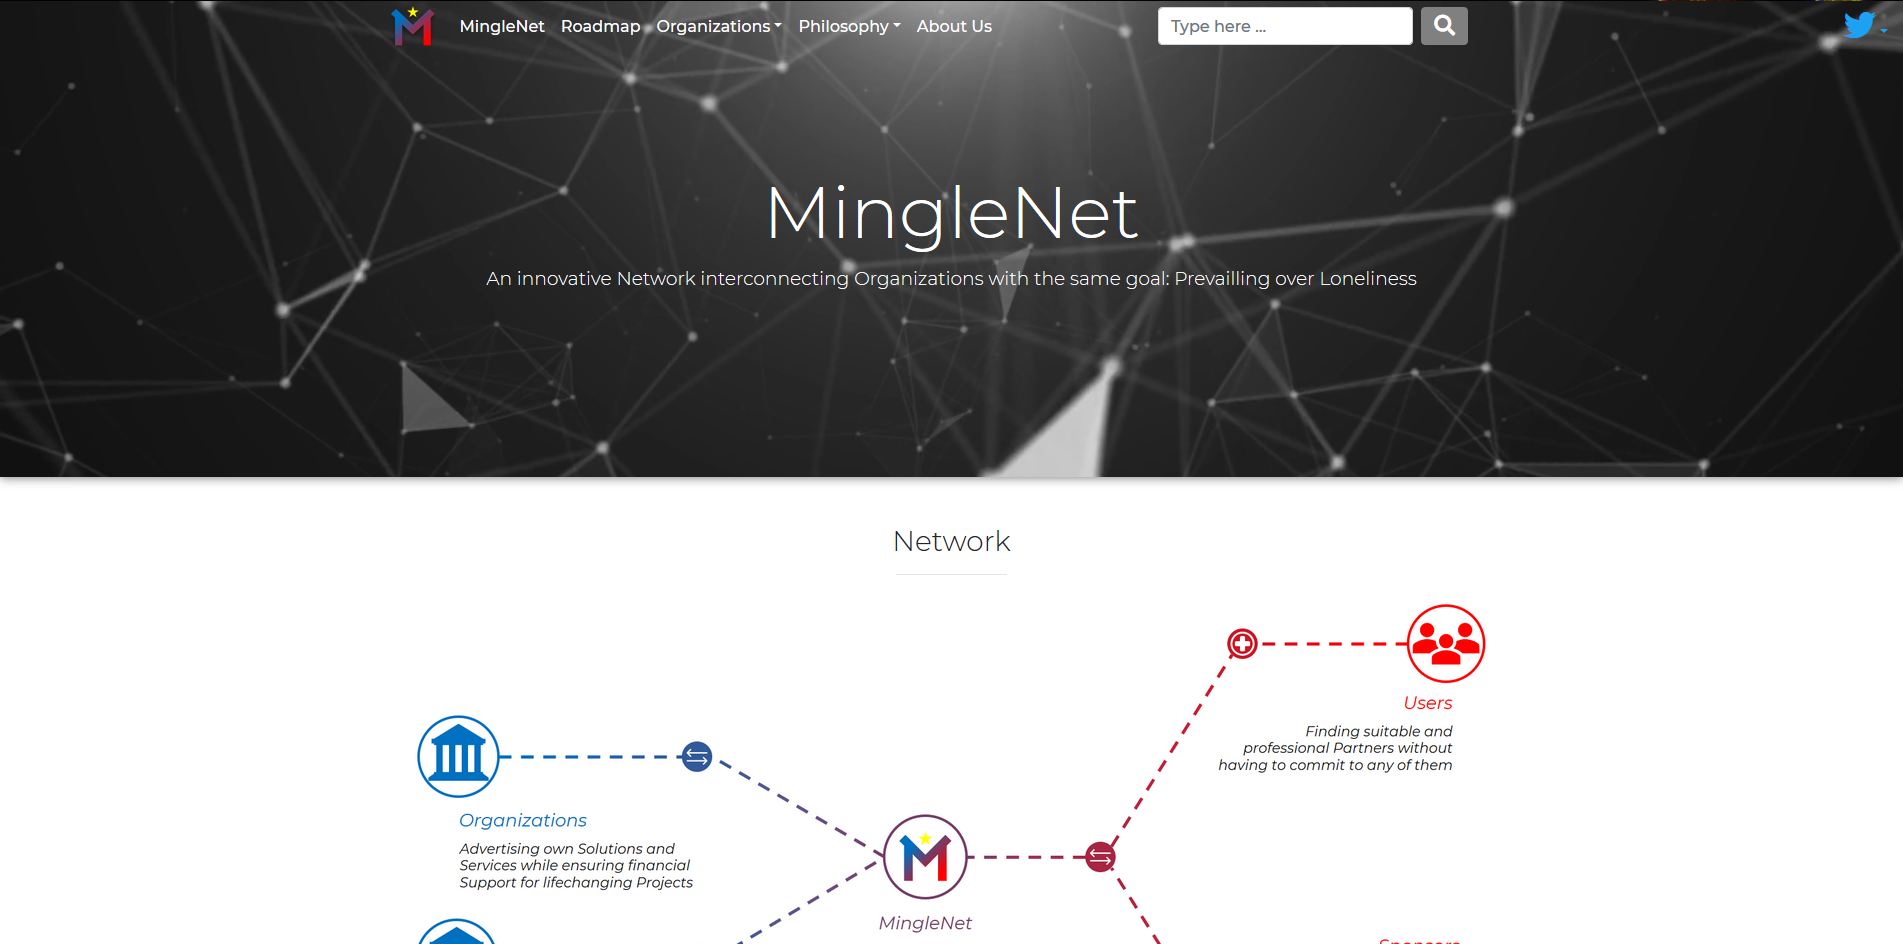 MingleNet Roadmap Organizations Philosophy About Us Type here ...
MingleNet
An innovative Network interconnecting Organizations with the same goal: Prevailling over Loneliness
Network
Users
Finding suitable and
professional Partners without
having to commit to any of them
Organizations
Advertising own Solutions and
Services while ensuring financial
Support for lifechanging Projects
MingleNet